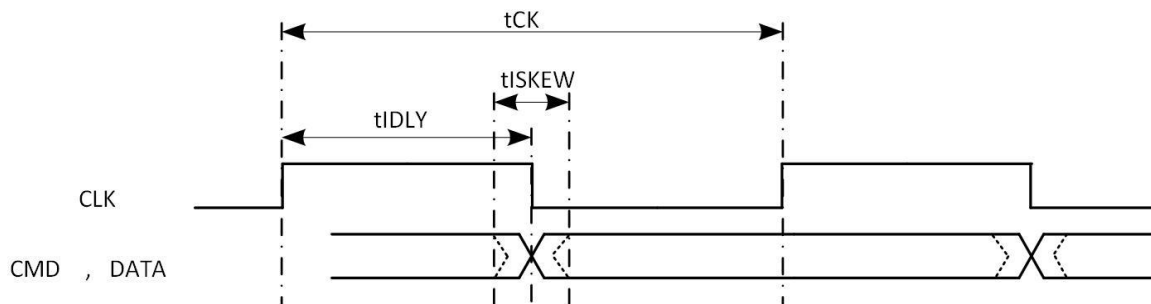 tCK
tISKEW
tIDLY
CLK
CMD , DATA